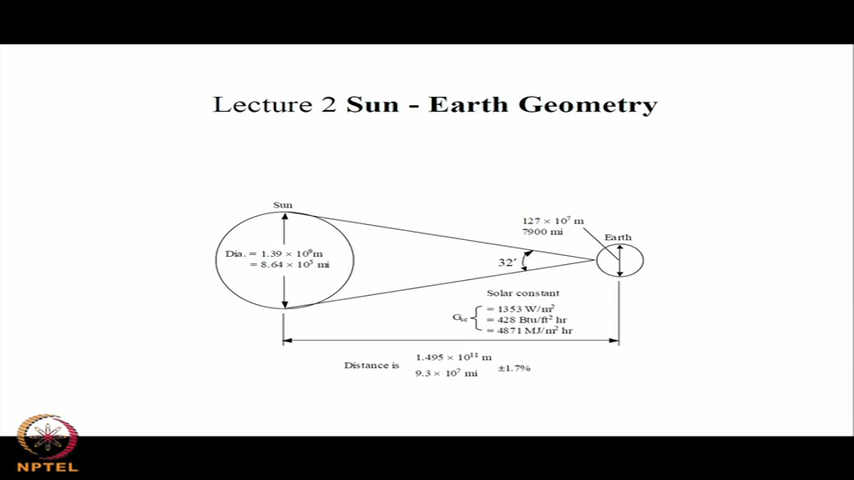 Lecture 2 Sun - Earth Geometry
Sun
127 × 10⁷ m
7900 mi
Earth
Dia. = 1.39 × 10⁹m
= 8.64 × 10⁵ mi
32'
Solar constant
Gsc
= 1353 W/m²
= 428 Btu/ft² hr
= 4871 MJ/m² hr
Distance is
1.495 × 10¹¹ m
9.3 × 10⁷ mi
±1.7%
NPTEL